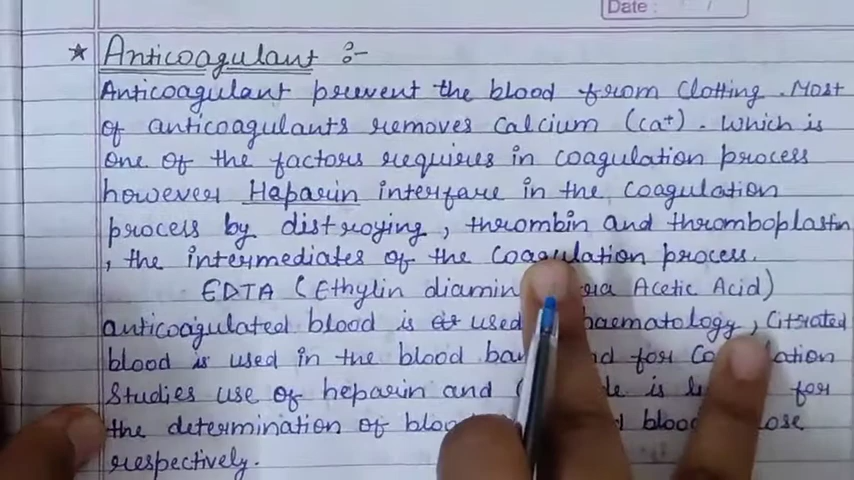 Date :
★ Anticoagulant :-
Anticoagulant prevent the blood from Clotting . Most
of anticoagulants removes Calcium (ca+) . Which is
one of the factors requires in coagulation process
however Heparin interfare in the coagulation
process by distroying , thrombin and thromboplastin
, the intermediates of the coagulation process.
EDTA (Ethylin diamin Acetic Acid)
anticoagulated blood is used haematology, Citrated
blood is used in the blood and for
Studies use of heparin and is for
the determination of blood
respectively.